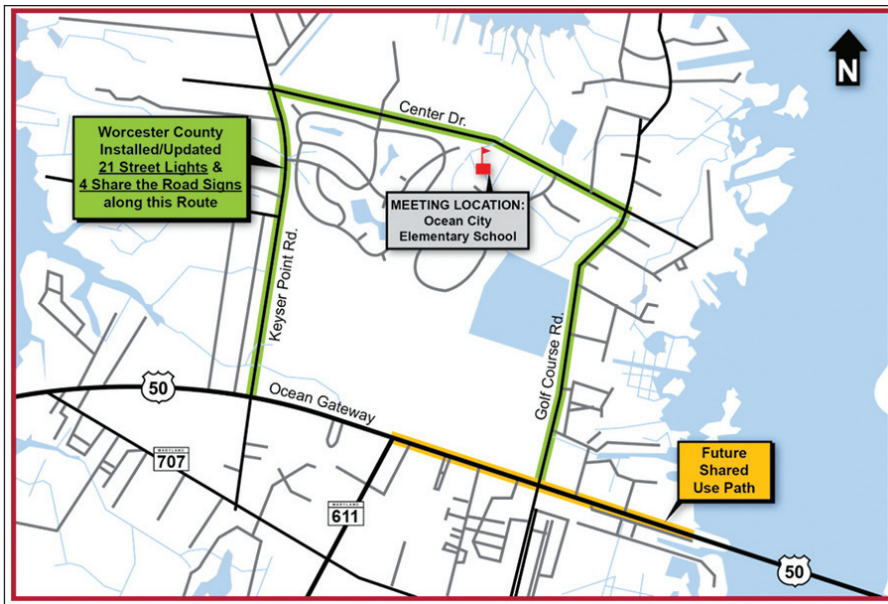 N
Center Dr.
Worcester County
Installed/Updated
21 Street Lights &
4 Share the Road Signs
along this Route
MEETING LOCATION:
Ocean City
Elementary School
Keyser Point Rd.
Golf Course Rd.
50
Ocean Gateway
MARYLAND
707
MARYLAND
611
Future
Shared
Use Path
50